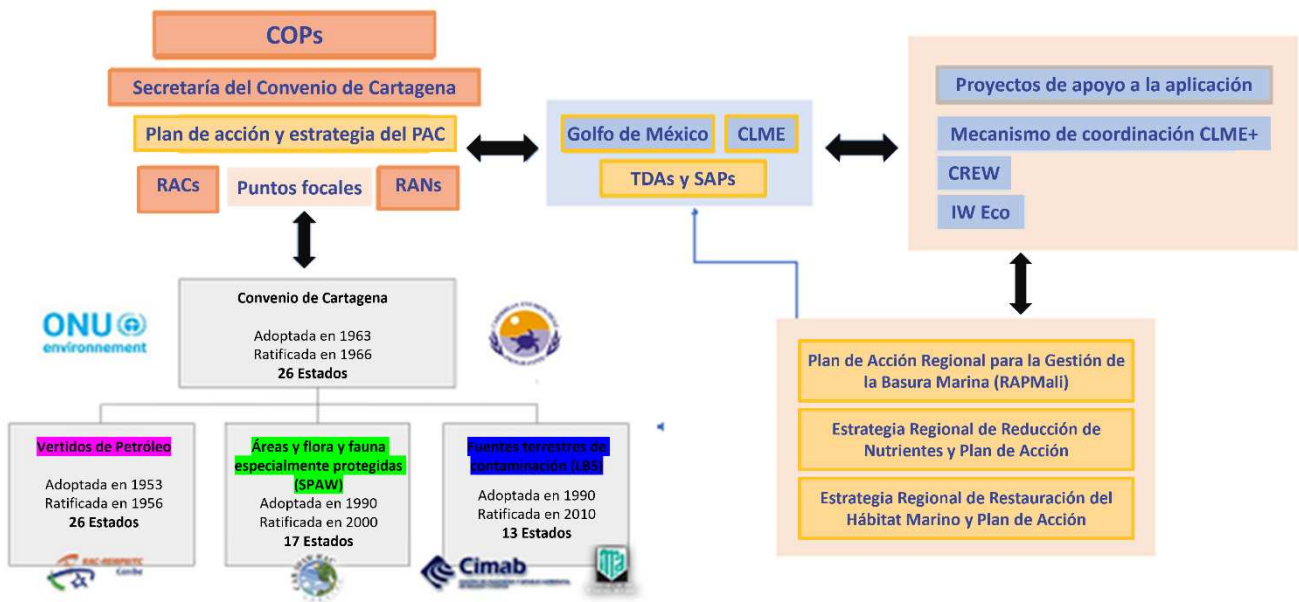 COPs
Secretaría del Convenio de Cartagena
Plan de acción y estrategia del PAC
RACs
Puntos focales
RANs
Golfo de México
CLME
TDAs y SAPs
Proyectos de apoyo a la aplicación
Mecanismo de coordinación CLME+
CREW
IW Eco
ONU
environnement
Convenio de Cartagena
Adoptada en 1963
Ratificada en 1966
26 Estados
Vertidos de Petróleo
Adoptada en 1953
Ratificada en 1956
26 Estados
Áreas y flora y fauna
especialmente protegidas
(SPAW)
Adoptada en 1990
Ratificada en 2000
17 Estados
Fuentes terrestres de
contaminación (LBS)
Adoptada en 1990
Ratificada en 2010
13 Estados
Cimab
Plan de Acción Regional para la Gestión de
la Basura Marina (RAPMali)
Estrategia Regional de Reducción de
Nutrientes y Plan de Acción
Estrategia Regional de Restauración del
Hábitat Marino y Plan de Acción